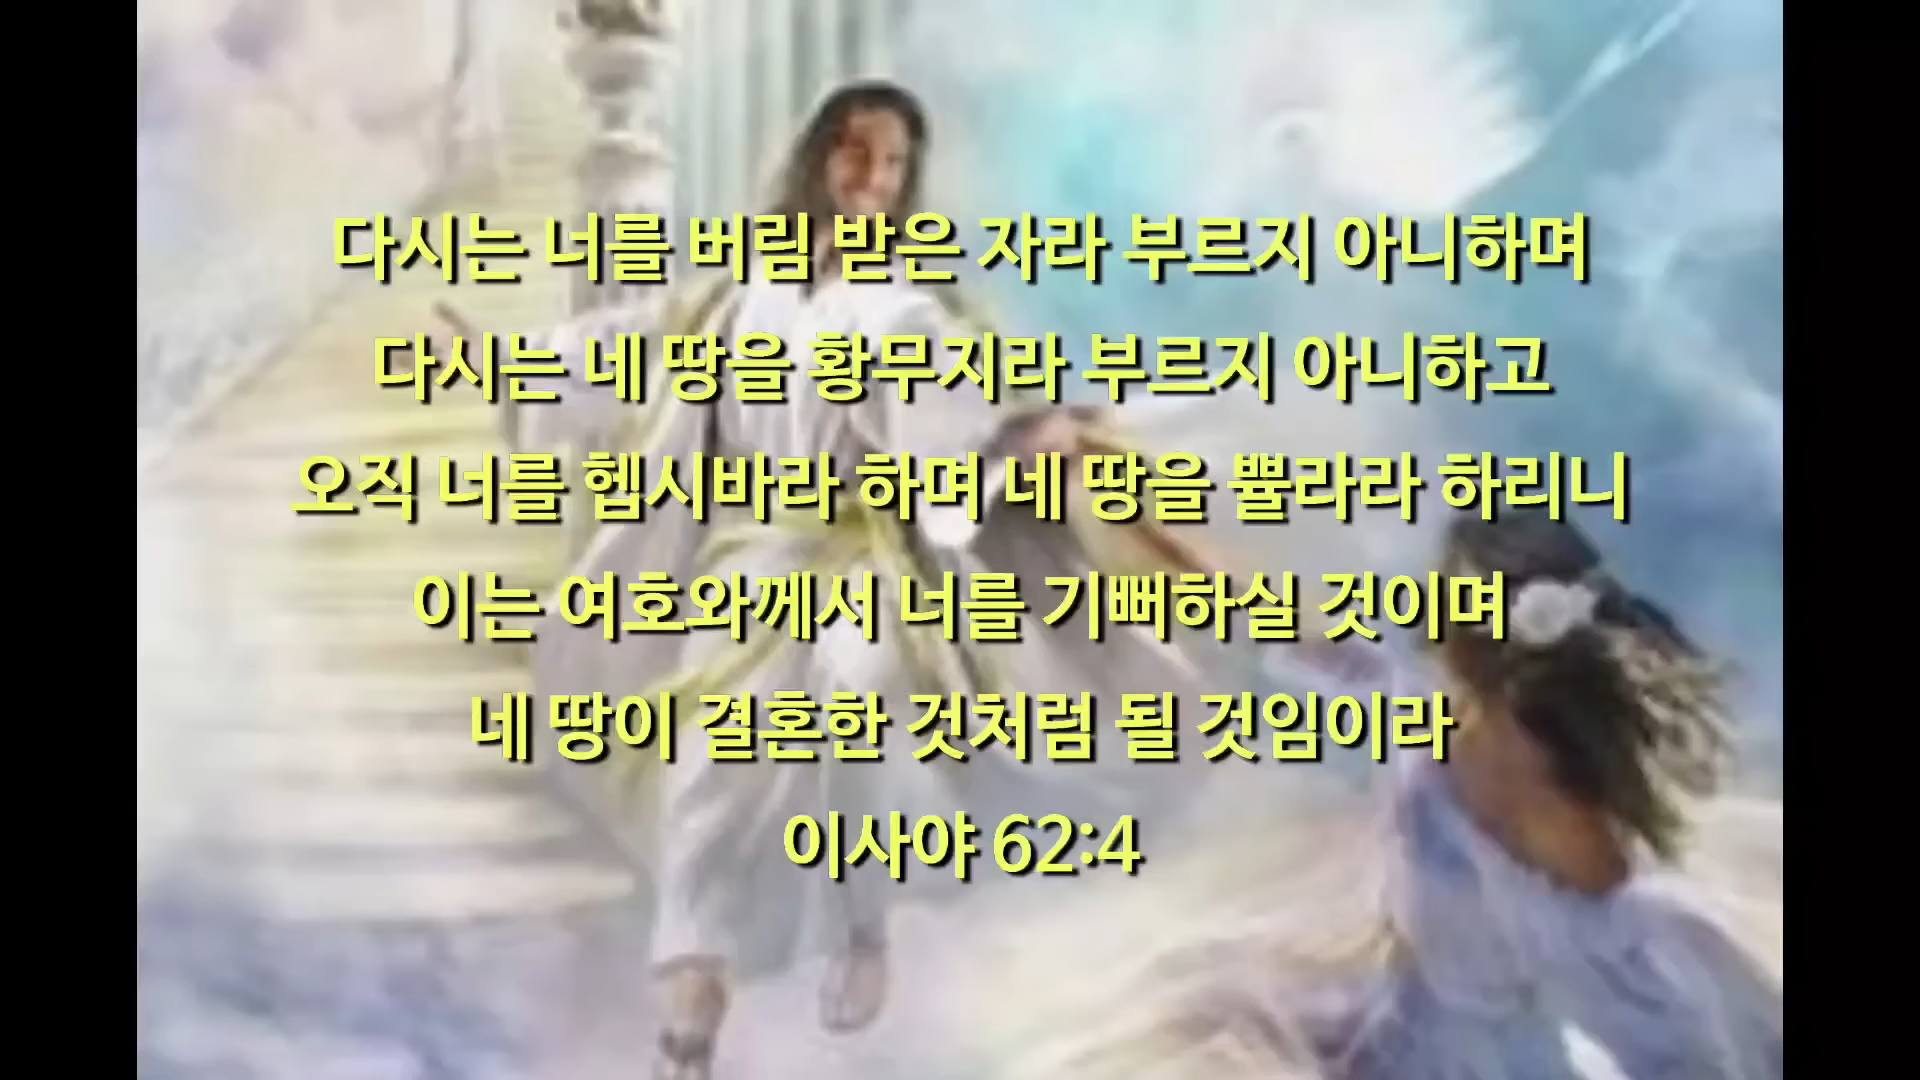 다시는 너를 버림 받은 자라 부르지 아니하며
다시는 네 땅을 황무지라 부르지 아니하고
오직 너를 헵시바라 하며 네 땅을 쁄라라 하리니
이는 여호와께서 너를 기뻐하실 것이며
네 땅이 결혼한 것처럼 될 것임이라
이사야 62:4